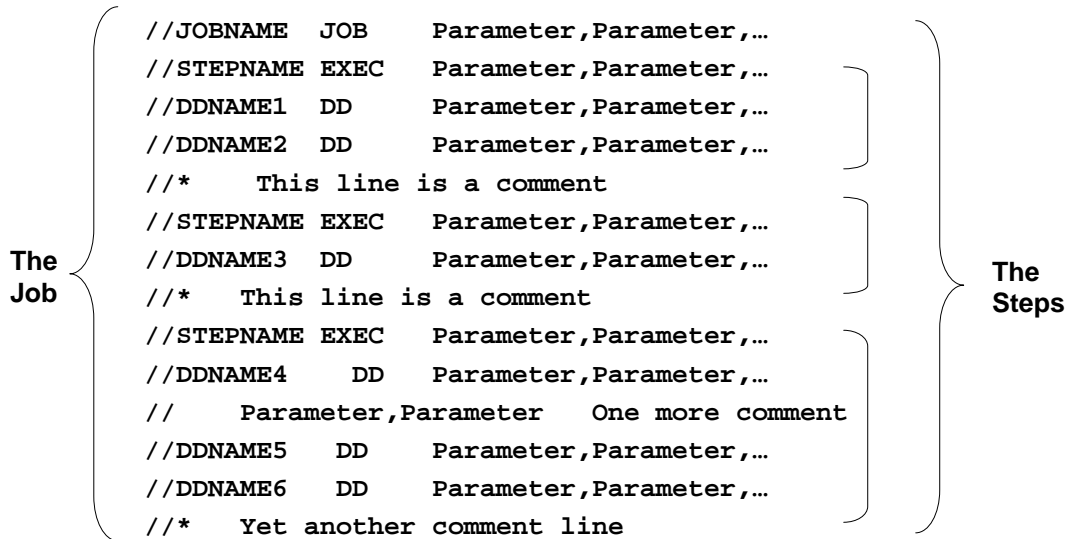 //JOBNAME JOB Parameter,Parameter,…
//STEPNAME EXEC Parameter,Parameter,…
//DDNAME1 DD Parameter,Parameter,…
//DDNAME2 DD Parameter,Parameter,…
//* This line is a comment
//STEPNAME EXEC Parameter,Parameter,…
//DDNAME3 DD Parameter,Parameter,…
//* This line is a comment
//STEPNAME EXEC Parameter,Parameter,…
//DDNAME4 DD Parameter,Parameter,…
// Parameter,Parameter One more comment
//DDNAME5 DD Parameter,Parameter,…
//DDNAME6 DD Parameter,Parameter,…
//* Yet another comment line
The
Job
The
Steps